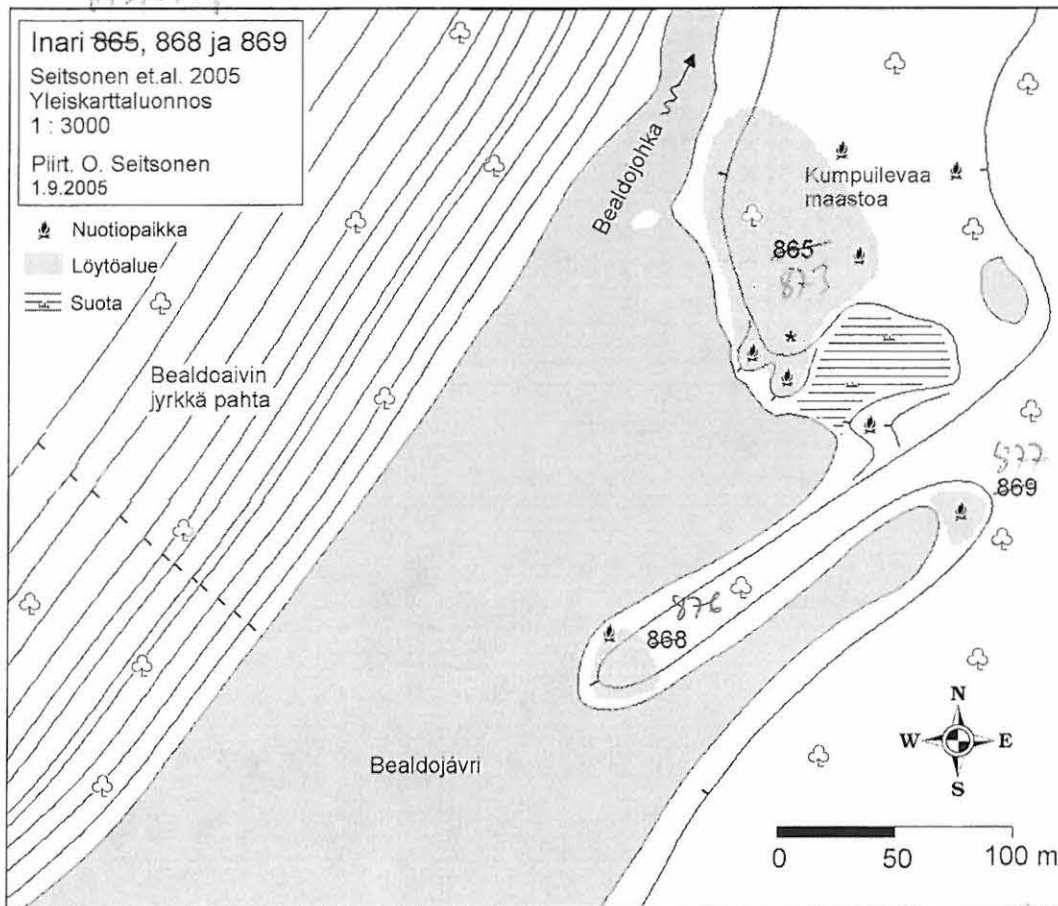 Inari 865, 868 ja 869
Seitsonen et.al. 2005
Yleiskarttaluonnos
1 : 3000
Piirt. O. Seitsonen
1.9.2005
Nuotiopaikka
Löytöalue
Suota
Bealdojohka
Kumpuilevaa
maastoa
865
873
Bealdoaivin
jyrkkä pahta
877
869
876
868
Bealdojávri
N
W E
S
0 50 100 m